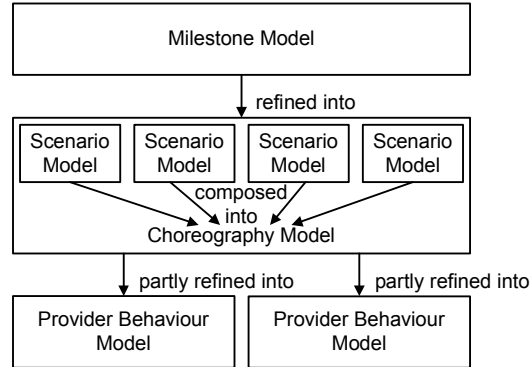 Milestone Model
refined into
Scenario Model
Scenario Model
Scenario Model
Scenario Model
composed
into
Choreography Model
partly refined into
partly refined into
Provider Behaviour
Model
Provider Behaviour
Model